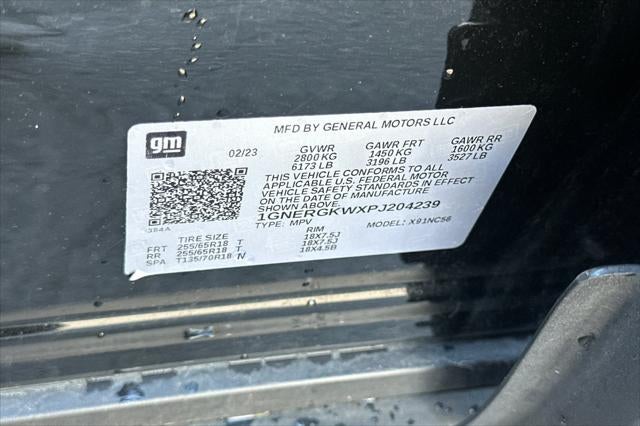 MFD BY GENERAL MOTORS LLC
gm
02/23 GVWR GAWR FRT GAWR RR
2800 KG 1450 KG 1600 KG
6173 LB 3196 LB 3527 LB
THIS VEHICLE CONFORMS TO ALL
APPLICABLE U.S. FEDERAL MOTOR
VEHICLE SAFETY STANDARDS IN EFFECT
ON THE DATE OF MANUFACTURE
SHOWN ABOVE.
1GNERGKWXPJ204239
384A
TYPE: MPV MODEL: X91NC56
TIRE SIZE RIM
FRT 255/65R18 T 18X7.5J
RR 255/65R18 T 18X7.5J
SPA T135/70R18 18X4.5B